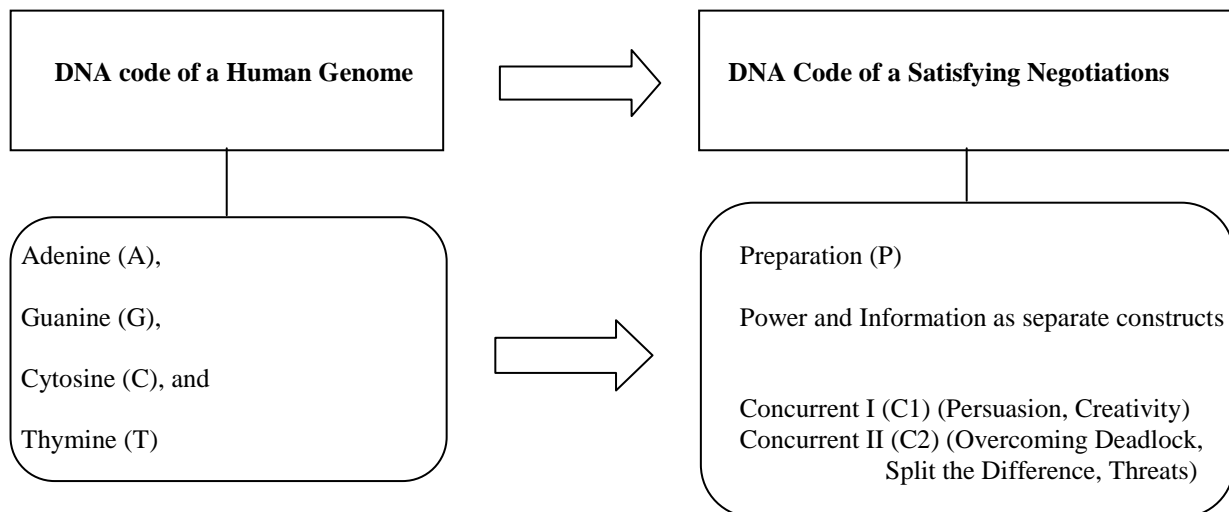 DNA code of a Human Genome
DNA Code of a Satisfying Negotiations
Adenine (A),
Guanine (G),
Cytosine (C), and
Thymine (T)
Preparation (P)
Power and Information as separate constructs
Concurrent I (C1) (Persuasion, Creativity)
Concurrent II (C2) (Overcoming Deadlock,
Split the Difference, Threats)